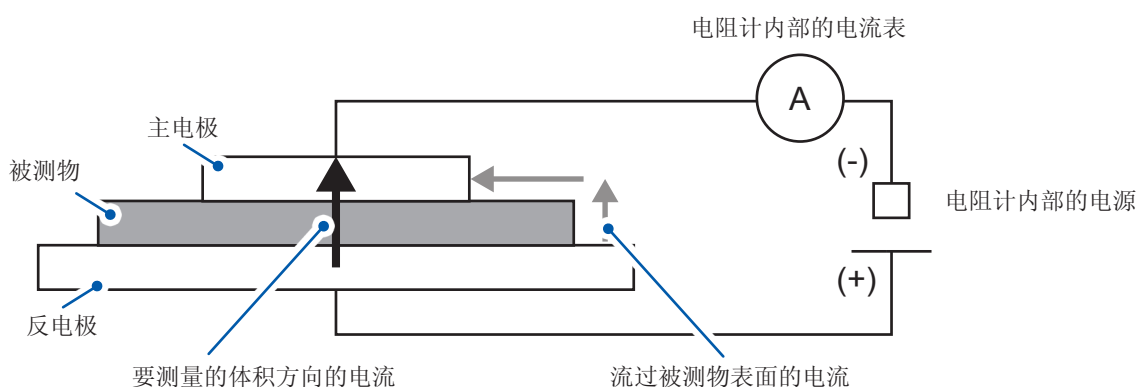 电阻计内部的电流表
A
主电极
被测物
(-)
电阻计内部的电源
(+)
反电极
要测量的体积方向的电流
流过被测物表面的电流